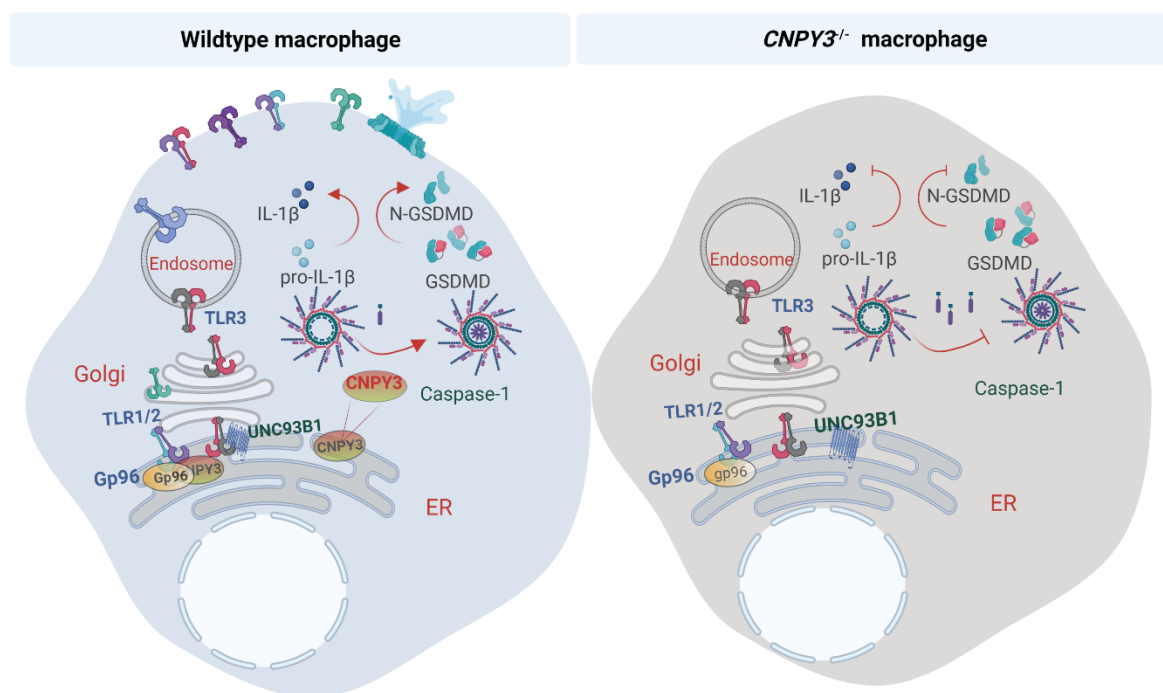 Wildtype macrophage
IL-1β
N-GSDMD
Endosome
pro-IL-1β
GSDMD
TLR3
Golgi
CNPY3
Caspase-1
TLR1/2
UNC93B1
CNPY3
Gp96
Gp96
NPY3
ER
CNPY3-/- macrophage
IL-1β
N-GSDMD
Endosome
pro-IL-1β
GSDMD
TLR3
Golgi
Caspase-1
TLR1/2
UNC93B1
Gp96
gp96
ER